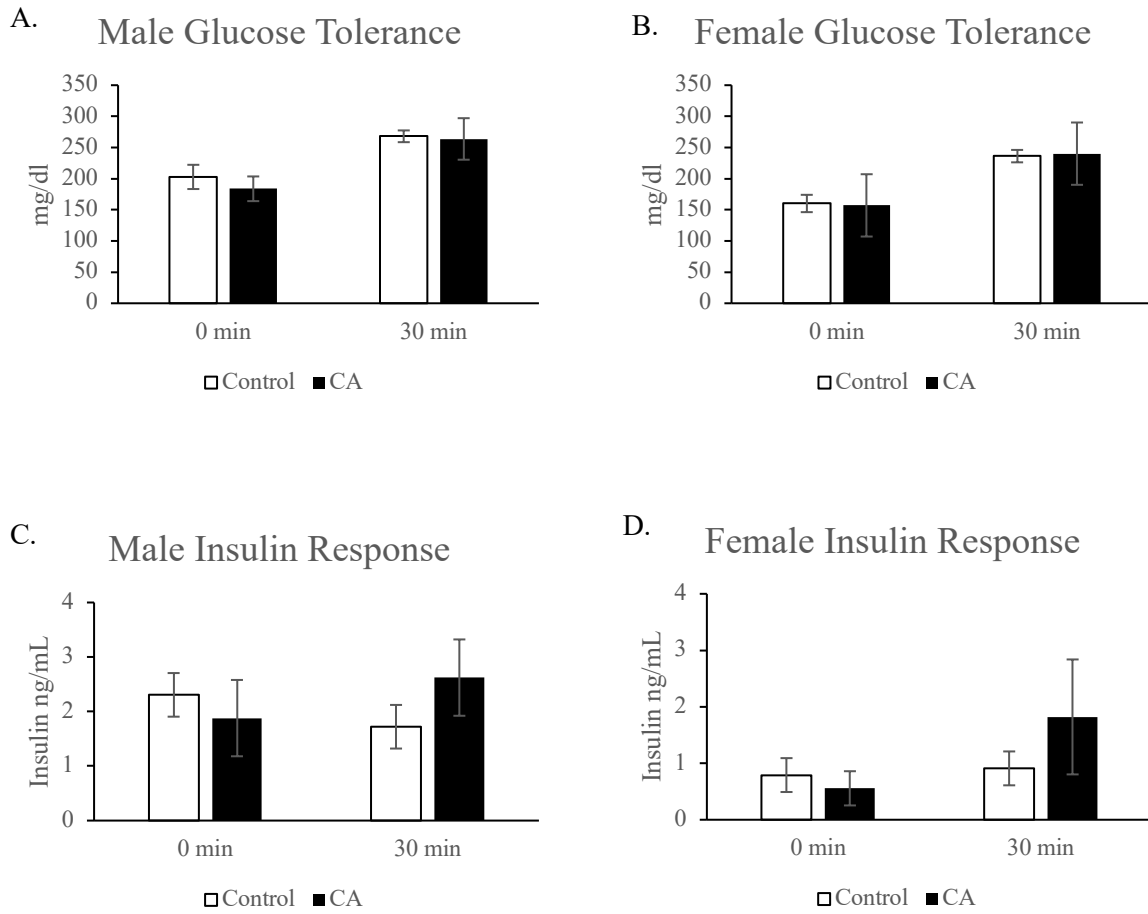 A.
Male Glucose Tolerance
mg/dl
350
300
250
200
150
100
50
0
0 min
30 min
Control CA
B.
Female Glucose Tolerance
mg/dl
350
300
250
200
150
100
50
0
0 min
30 min
Control CA
C.
Male Insulin Response
Insulin ng/mL
4
3
2
1
0
0 min
30 min
Control CA
D.
Female Insulin Response
Insulin ng/mL
4
3
2
1
0
0 min
30 min
Control CA